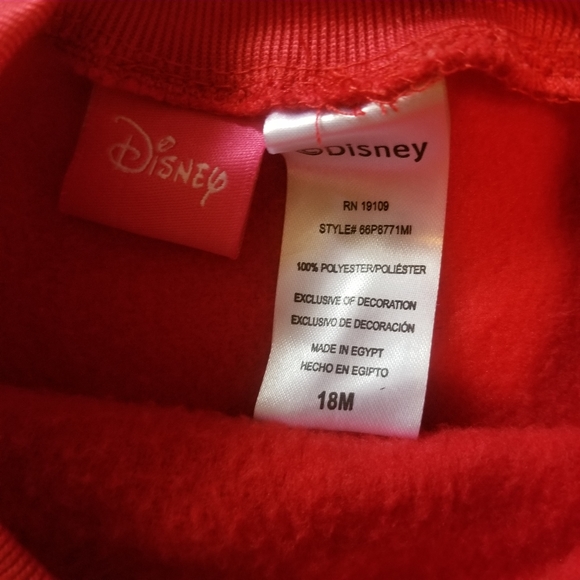 Disney
©Disney
RN 19109
STYLE# 66P8771MI
100% POLYESTER/POLIÉSTER
EXCLUSIVE OF DECORATION
EXCLUSIVO DE DECORACIÓN
MADE IN EGYPT
HECHO EN EGIPTO
18M